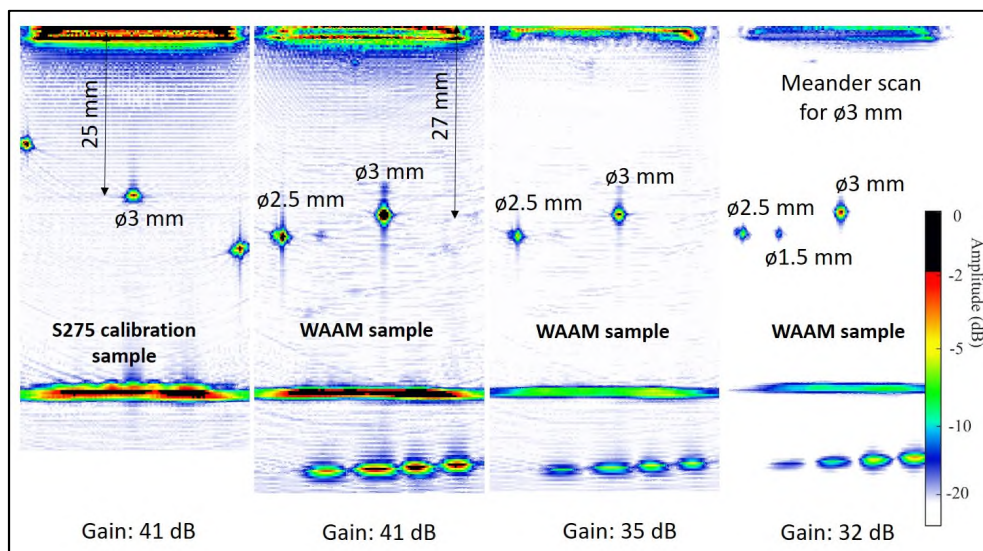 25 mm
ø3 mm
S275 calibration
sample
Gain: 41 dB
27 mm
ø3 mm
ø2.5 mm
WAAM sample
Gain: 41 dB
ø3 mm
ø2.5 mm
WAAM sample
Gain: 35 dB
Meander scan
for ø3 mm
ø3 mm
ø2.5 mm
ø1.5 mm
WAAM sample
Gain: 32 dB
0
-2
-5
-10
-20
Amplitude (dB)